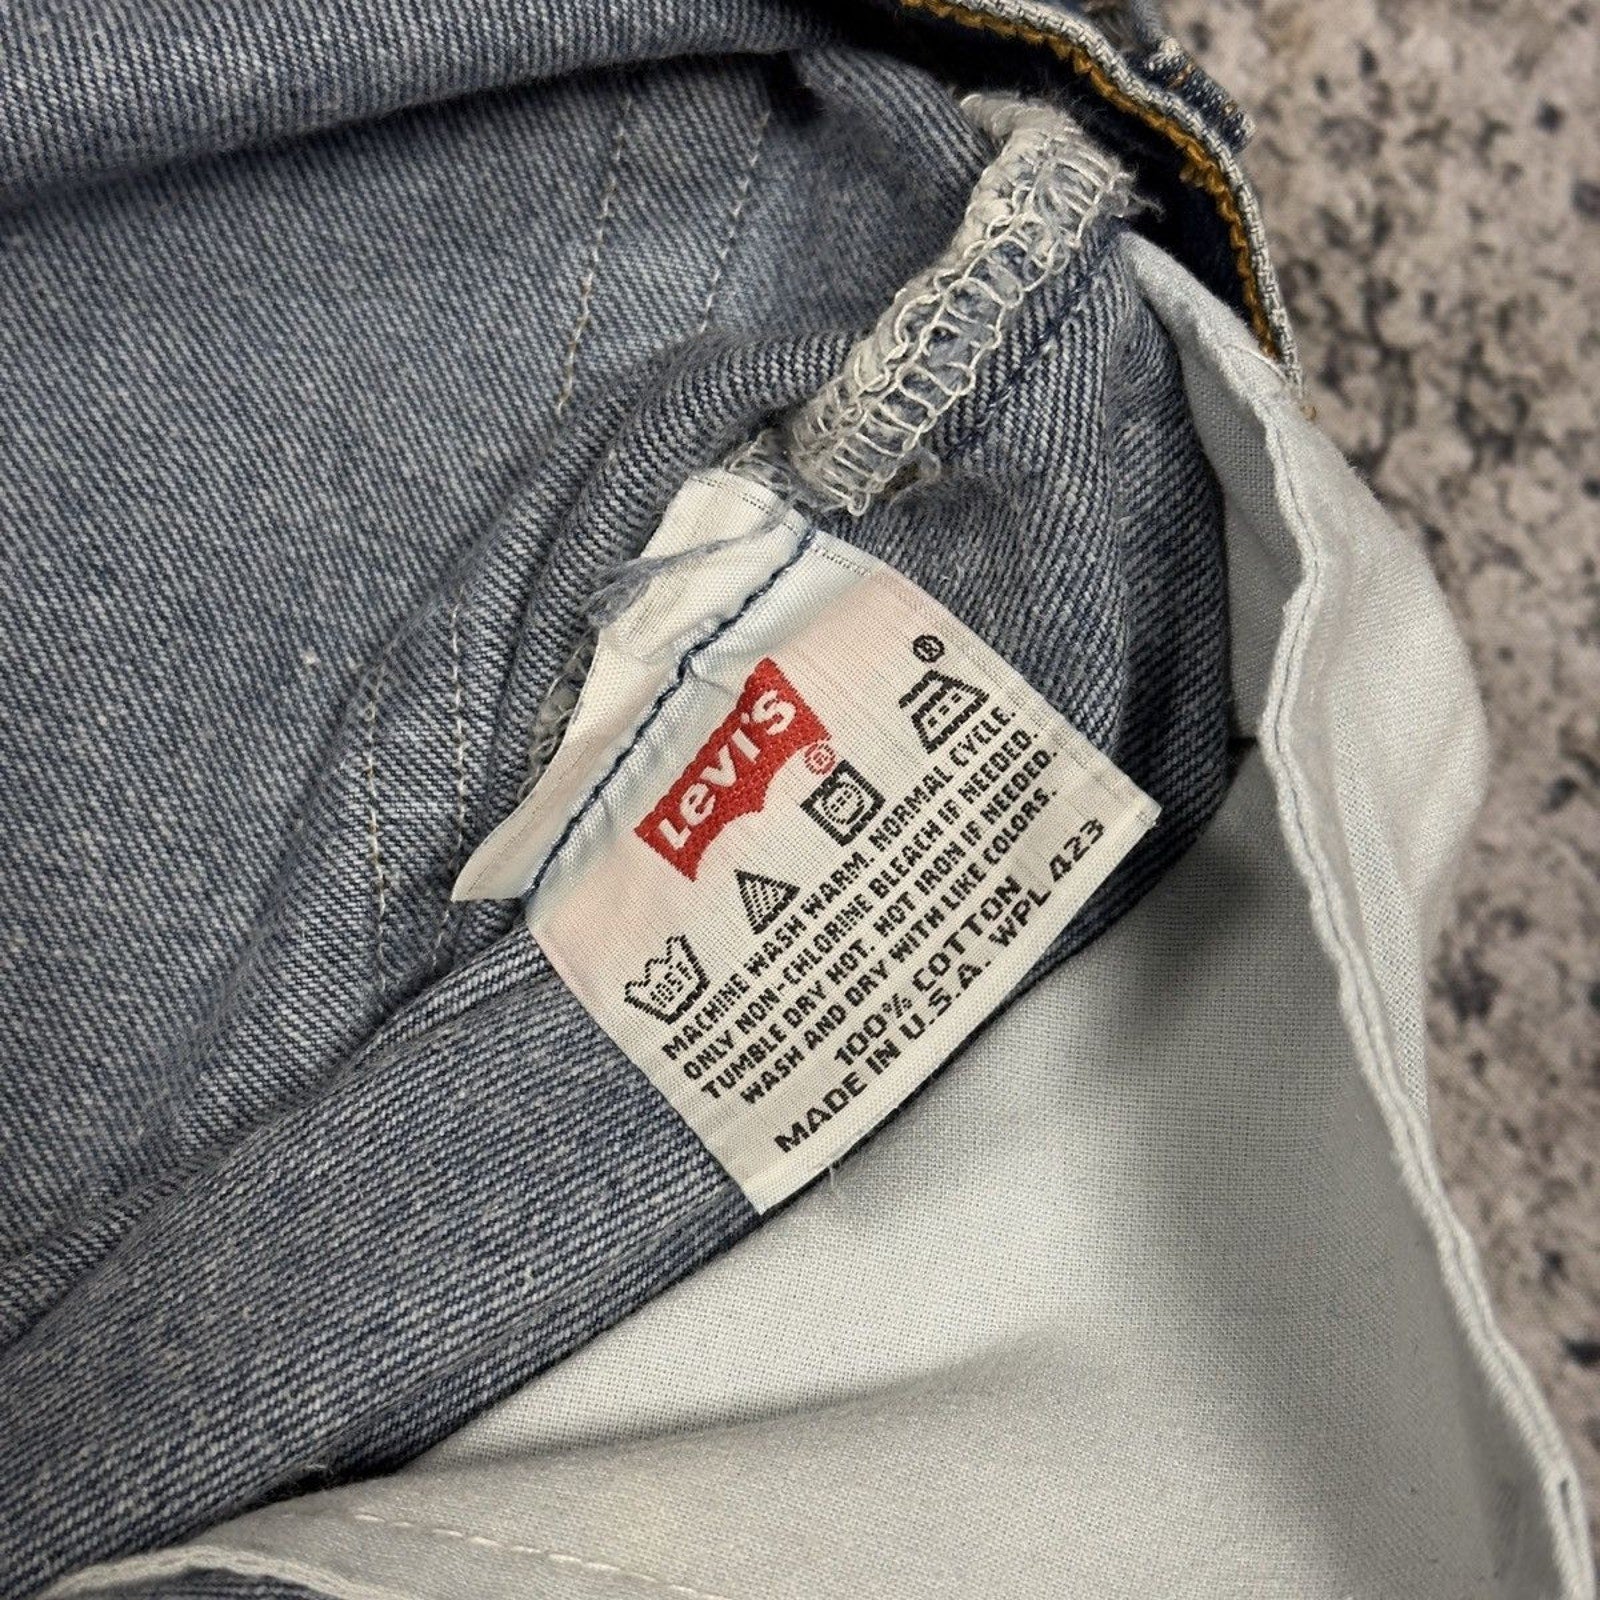 Levi's®
105F
®
MACHINE WASH WARM. NORMAL CYCLE.
ONLY NON-CHLORINE BLEACH IF NEEDED.
TUMBLE DRY HOT. HOT IRON IF NEEDED.
WASH AND DRY WITH LIKE COLORS.
100% COTTON
MADE IN U.S.A. WPL 423